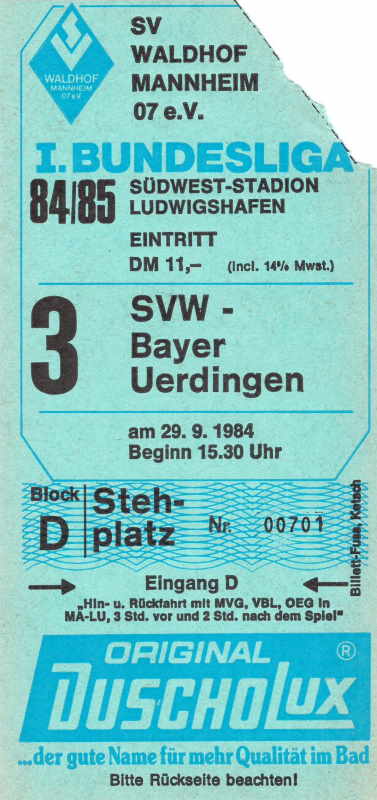 WALDHOF
MANNHEIM
07 e.V.
SV
WALDHOF
MANNHEIM
07 e.V.
I. BUNDESLIGA
84/85
SÜDWEST-STADION
LUDWIGSHAFEN
EINTRITT
DM 11,– (incl. 14% Mwst.)
3
SVW -
Bayer
Uerdingen
am 29. 9. 1984
Beginn 15.30 Uhr
Block
D
Steh-
platz
Nr. 00701
Billett-Fuss, Ketsch
Eingang D
„Hin- u. Rückfahrt mit MVG, VBL, OEG in
MA-LU, 3 Std. vor und 2 Std. nach dem Spiel“
ORIGINAL ®
DUSCHOLUX
...der gute Name für mehr Qualität im Bad
Bitte Rückseite beachten!